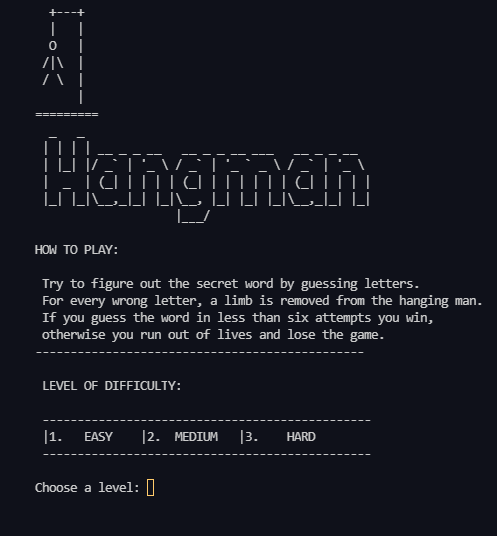 Hangman
HOW TO PLAY:
Try to figure out the secret word by guessing letters.
For every wrong letter, a limb is removed from the hanging man.
If you guess the word in less than six attempts you win,
otherwise you run out of lives and lose the game.
LEVEL OF DIFFICULTY:
|1. EASY |2. MEDIUM |3. HARD
Choose a level: